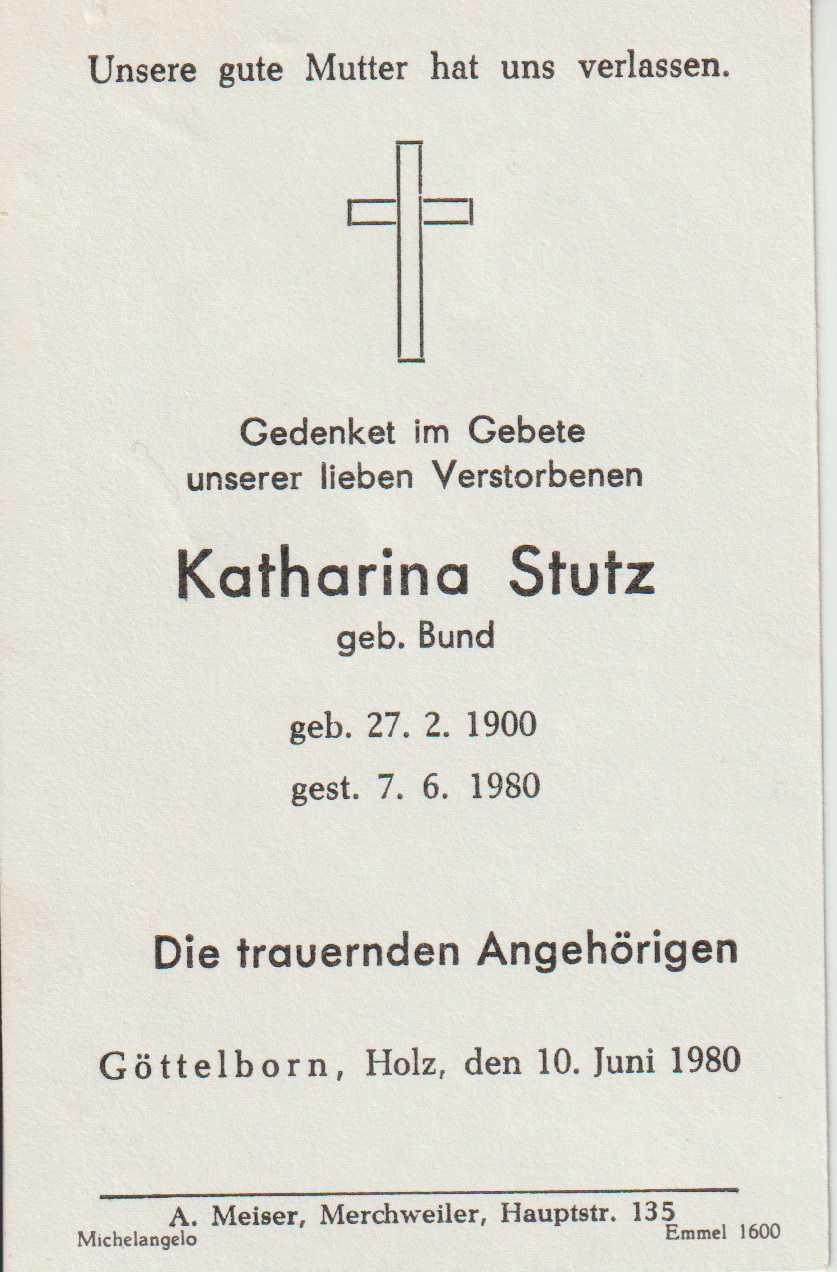 Unsere gute Mutter hat uns verlassen.
Gedenket im Gebete
unserer lieben Verstorbenen
Katharina Stutz
geb. Bund
geb. 27. 2. 1900
gest. 7. 6. 1980
Die trauernden Angehörigen
Göttelborn, Holz, den 10. Juni 1980
A. Meiser, Merchweiler, Hauptstr. 135
Michelangelo
Emmel 1600